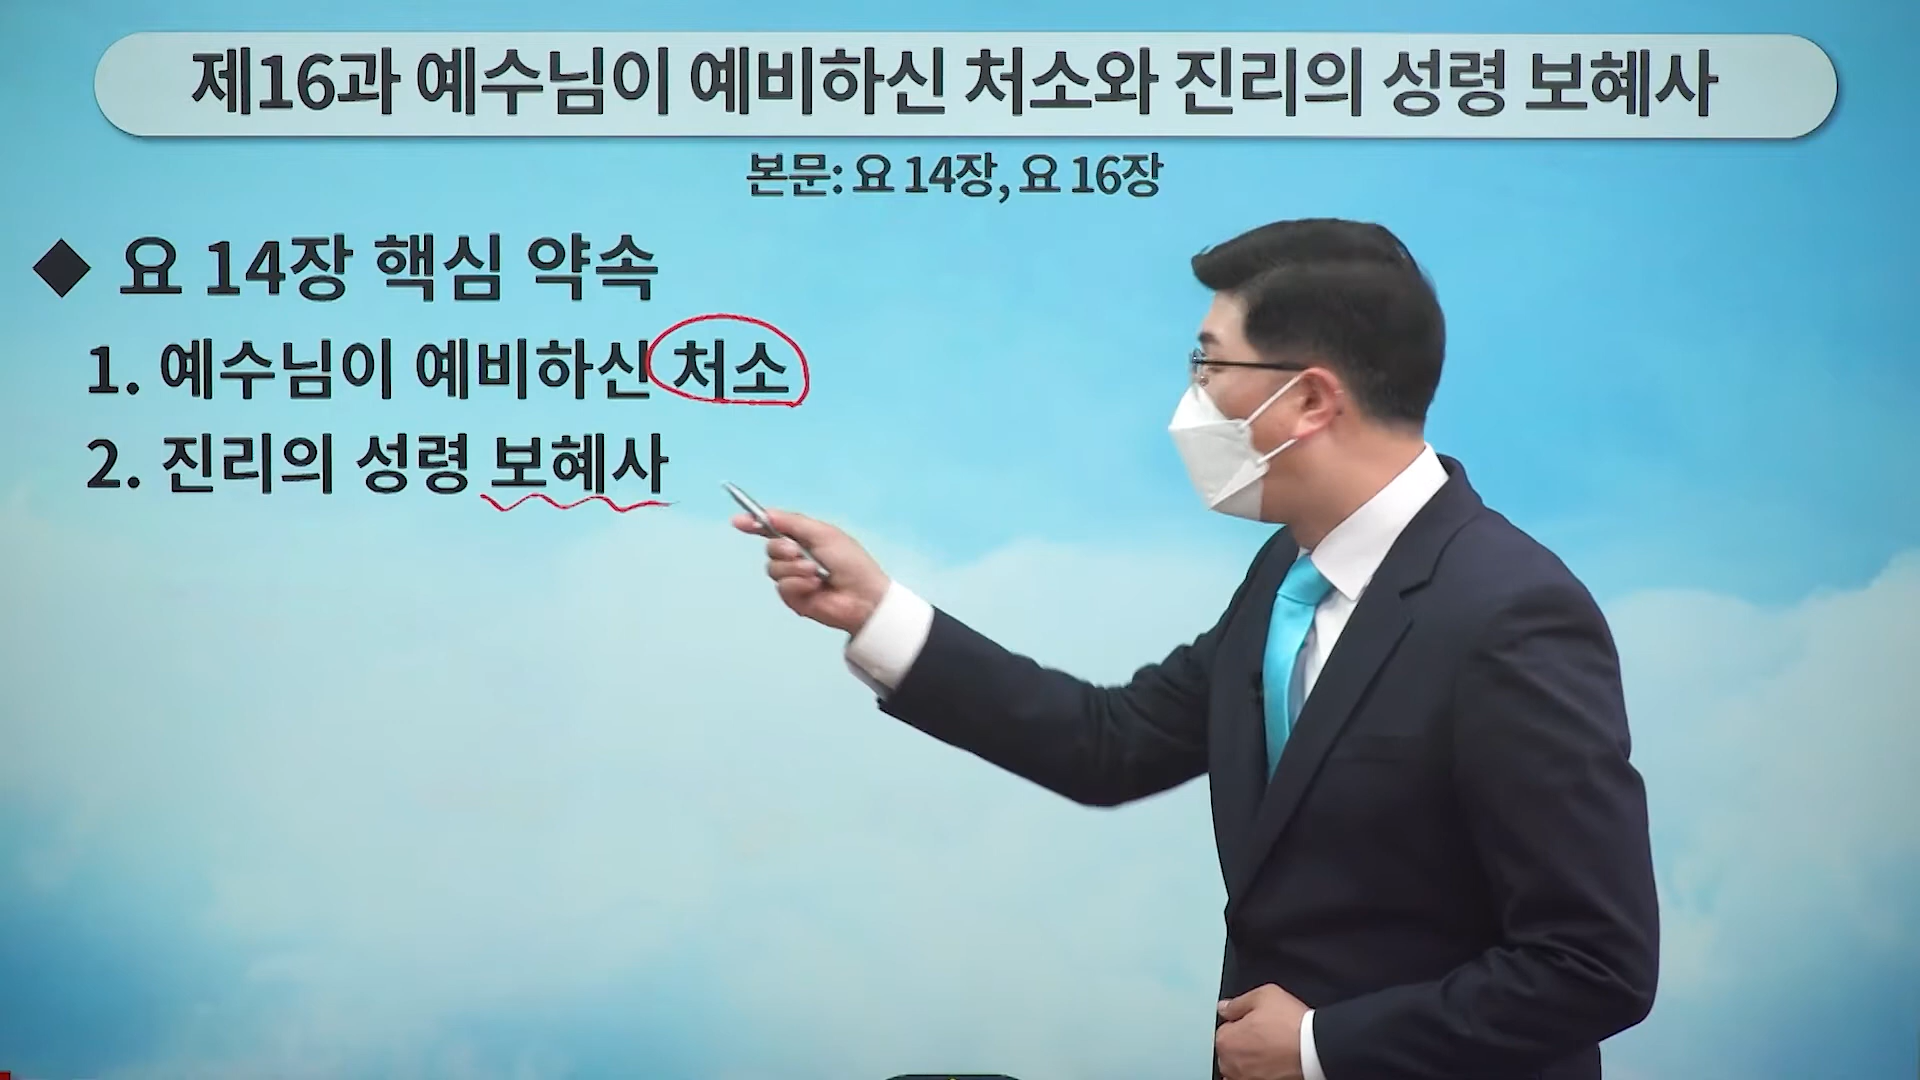 제16과 예수님이 예비하신 처소와 진리의 성령 보혜사
본문: 요 14장, 요 16장
◆ 요 14장 핵심 약속
1. 예수님이 예비하신 처소
2. 진리의 성령 보혜사